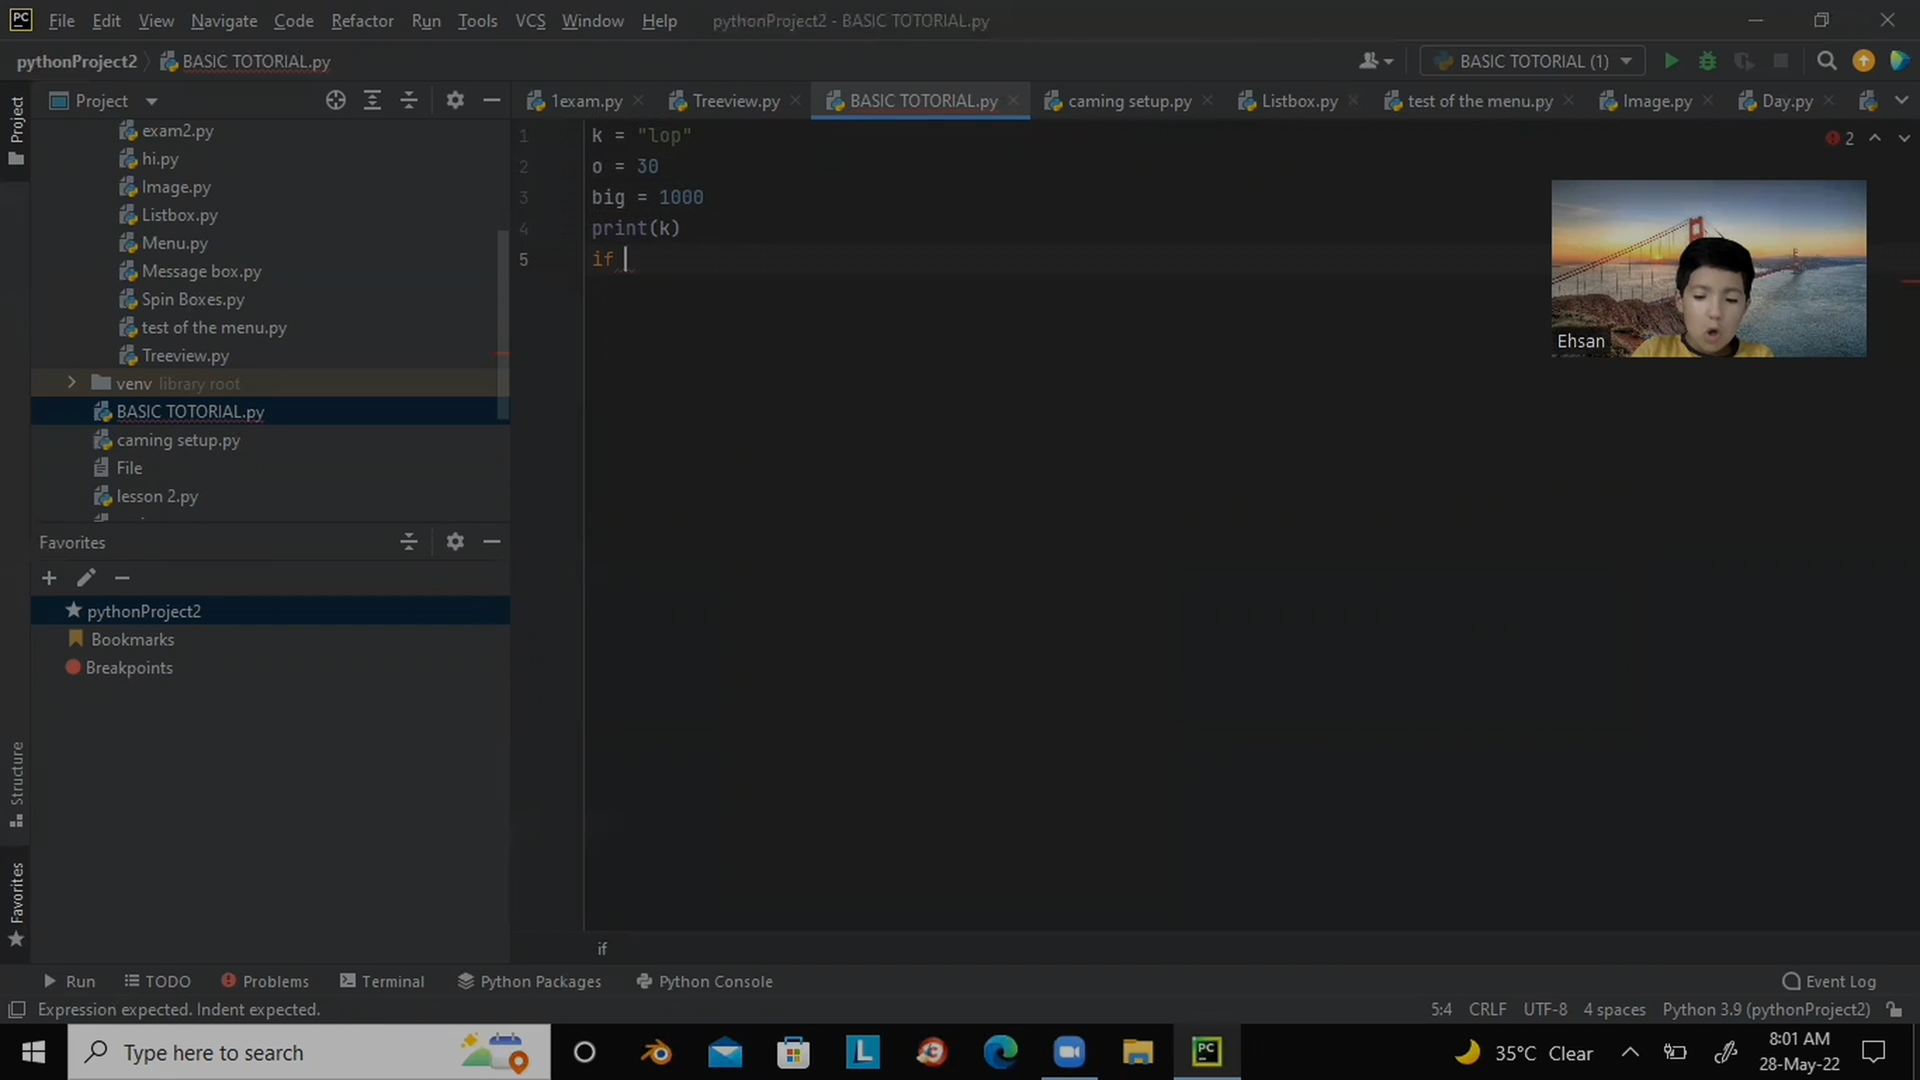 PC File Edit View Navigate Code Refactor Run Tools VCS Window Help pythonProject2 - BASIC TOTORIAL.py
pythonProject2 BASIC TOTORIAL.py BASIC TOTORIAL (1)
Project
Project
1exam.py Treeview.py BASIC TOTORIAL.py caming setup.py Listbox.py test of the menu.py Image.py Day.py
exam2.py
hi.py
Image.py
Listbox.py
Menu.py
Message box.py
Spin Boxes.py
test of the menu.py
Treeview.py
venv library root
BASIC TOTORIAL.py
caming setup.py
File
lesson 2.py
1 k = "lop"
2 o = 30
3 big = 1000
4 print(k)
5 if
2
Ehsan
Favorites
pythonProject2
Bookmarks
Breakpoints
Structure
Favorites
if
Run TODO Problems Terminal Python Packages Python Console Event Log
Expression expected. Indent expected. 5:4 CRLF UTF-8 4 spaces Python 3.9 (pythonProject2)
Type here to search L PC 35°C Clear 8:01 AM
28-May-22